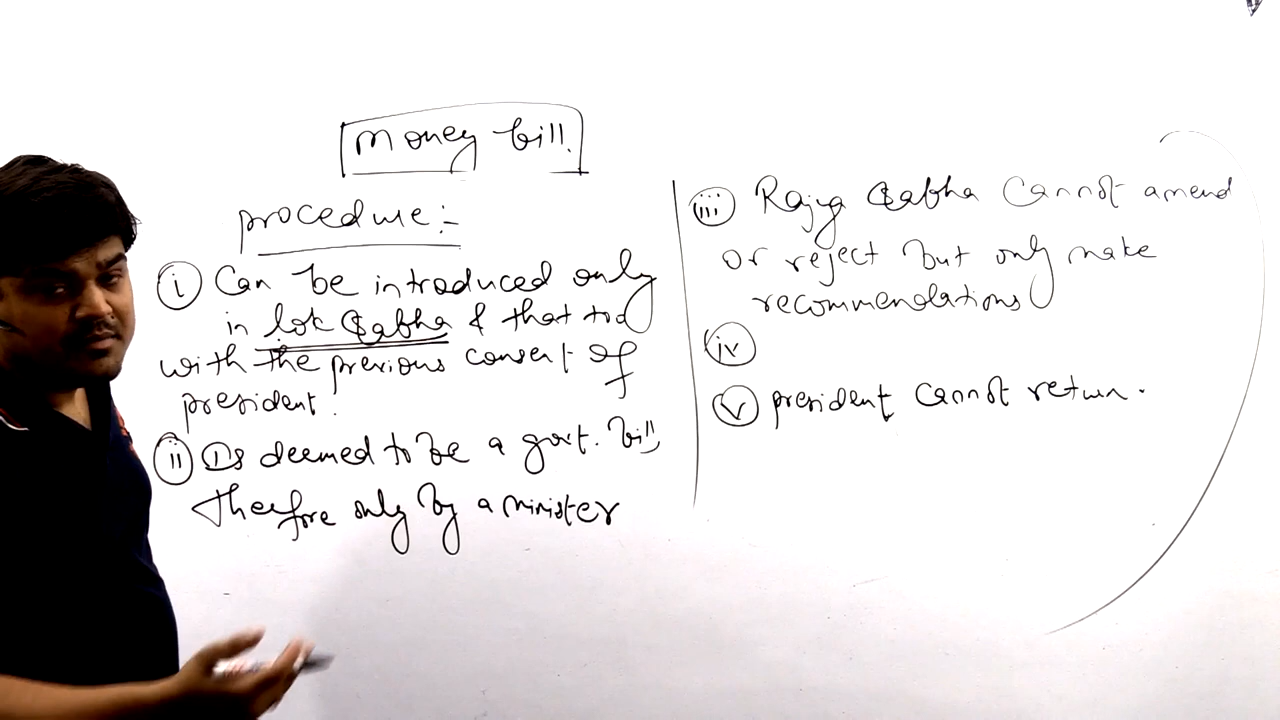 Money bill.
procedure:-
(i) Can be introduced only
in lok Sabha & that too
with the previous consent of
president.
(ii) Is deemed to be a govt. bill,
therefore only by a minister
(iii) Rajya Sabha Cannot amend
or reject but only make
recommendations
(iv)
(v) president Cannot return.